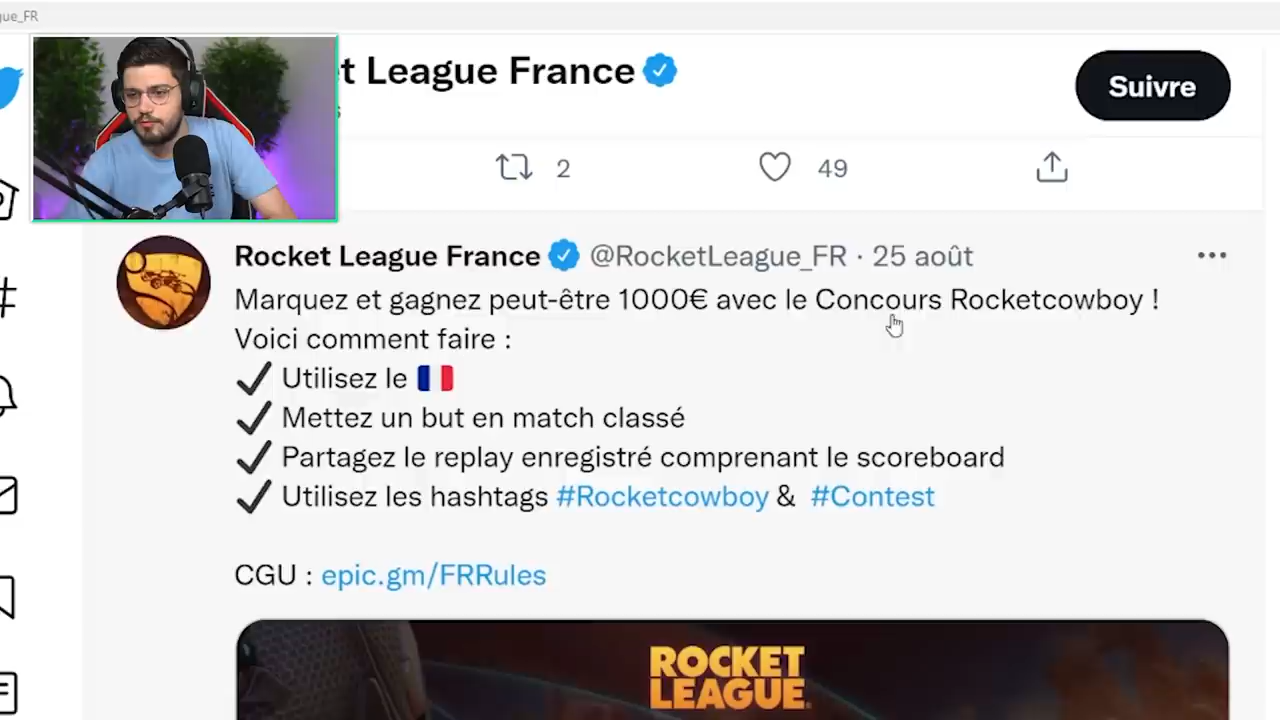 gue_FR
t League France
Suivre
2
49
Rocket League France @RocketLeague_FR · 25 août
Marquez et gagnez peut-être 1000€ avec le Concours Rocketcowboy !
Voici comment faire :
✔ Utilisez le 🇫🇷
✔ Mettez un but en match classé
✔ Partagez le replay enregistré comprenant le scoreboard
✔ Utilisez les hashtags #Rocketcowboy & #Contest
CGU : epic.gm/FRRules
ROCKET
LEAGUE